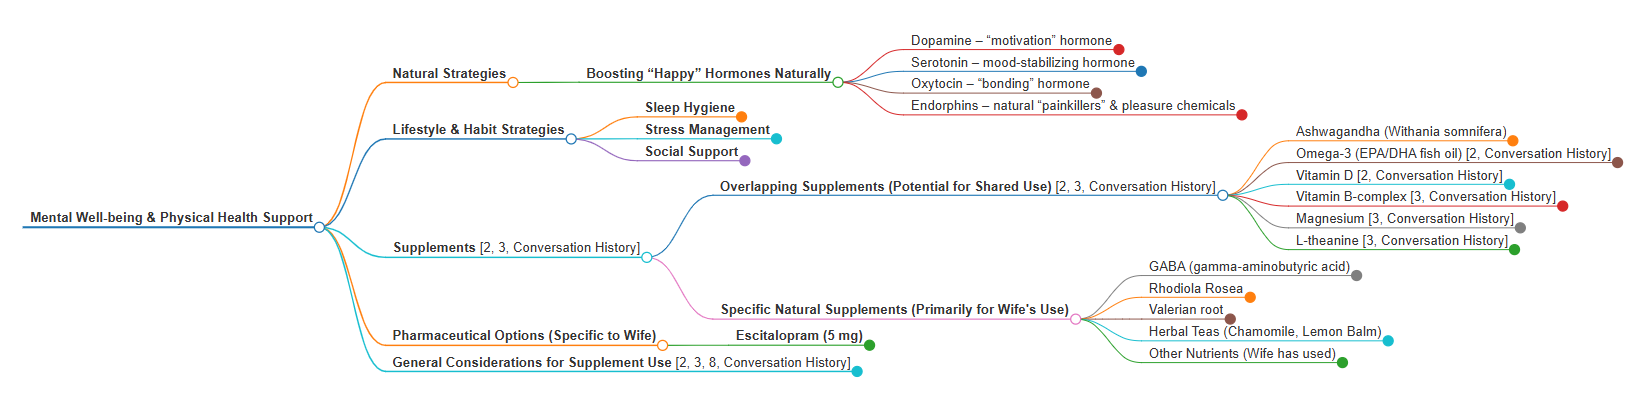 Mental Well-being & Physical Health Support
Natural Strategies
Boosting “Happy” Hormones Naturally
Dopamine – “motivation” hormone
Serotonin – mood-stabilizing hormone
Oxytocin – “bonding” hormone
Endorphins – natural “painkillers” & pleasure chemicals
Lifestyle & Habit Strategies
Sleep Hygiene
Stress Management
Social Support
Supplements [2, 3, Conversation History]
Overlapping Supplements (Potential for Shared Use) [2, 3, Conversation History]
Ashwagandha (Withania somnifera)
Omega-3 (EPA/DHA fish oil) [2, Conversation History]
Vitamin D [2, Conversation History]
Vitamin B-complex [3, Conversation History]
Magnesium [3, Conversation History]
L-theanine [3, Conversation History]
Specific Natural Supplements (Primarily for Wife's Use)
GABA (gamma-aminobutyric acid)
Rhodiola Rosea
Valerian root
Herbal Teas (Chamomile, Lemon Balm)
Other Nutrients (Wife has used)
Pharmaceutical Options (Specific to Wife)
Escitalopram (5 mg)
General Considerations for Supplement Use [2, 3, 8, Conversation History]